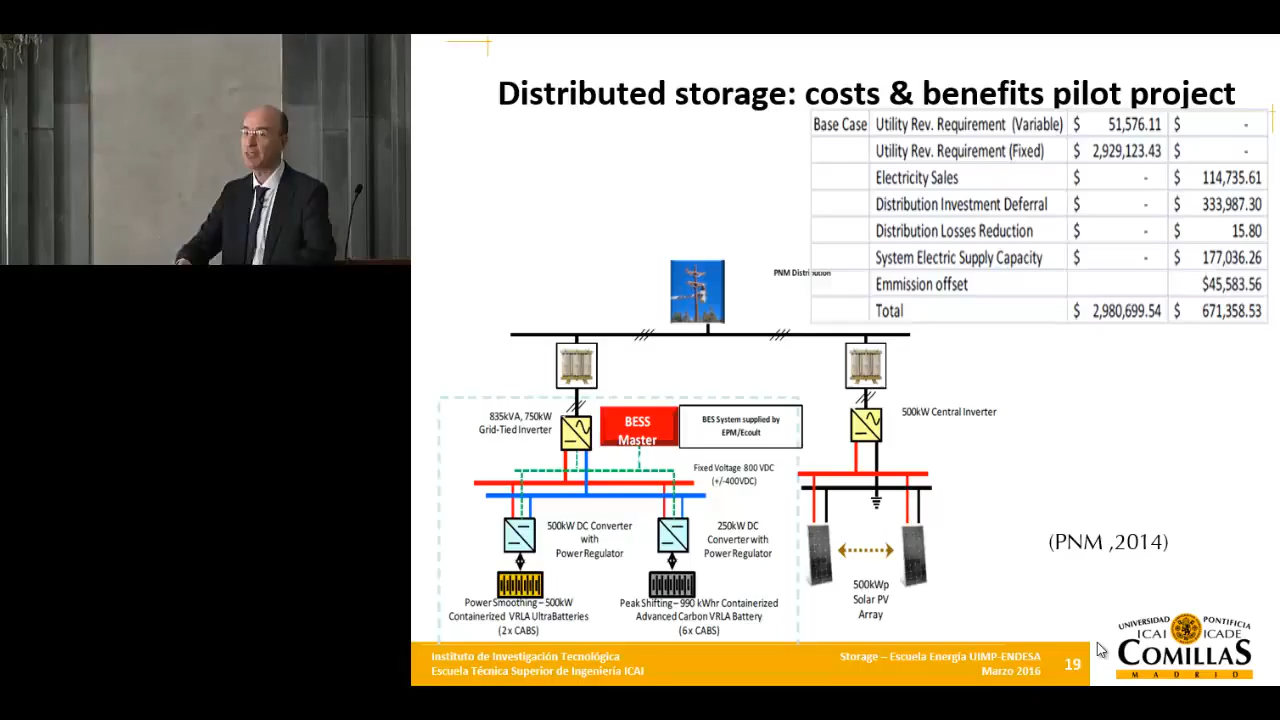 Distributed storage: costs & benefits pilot project
Base Case Utility Rev. Requirement (Variable) $ 51,576.11 $ -
Utility Rev. Requirement (Fixed) $ 2,929,123.43 $ -
Electricity Sales $ - $ 114,735.61
Distribution Investment Deferral $ - $ 333,987.30
Distribution Losses Reduction $ - $ 15.80
System Electric Supply Capacity $ - $ 177,036.26
Emmission offset $45,583.56
Total $ 2,980,699.54 $ 671,358.53
PNM Distribution
835kVA, 750kW
Grid-Tied Inverter
BESS
Master
BES System supplied by
EPM/Ecoult
500kW Central Inverter
Fixed Voltage 800 VDC
(+/-400VDC)
500kW DC Converter
with
Power Regulator
250kW DC
Converter with
Power Regulator
Power Smoothing – 500kW
Containerized VRLA UltraBatteries
(2x CABS)
Peak Shifting – 990 kWhr Containerized
Advanced Carbon VRLA Battery
(6x CABS)
500kWp
Solar PV
Array
(PNM ,2014)
Instituto de Investigación Tecnológica
Escuela Técnica Superior de Ingeniería ICAI
Storage – Escuela Energía UIMP-ENDESA
Marzo 2016
19
UNIVERSIDAD PONTIFICIA
ICAI ICADE
COMILLAS
MADRID